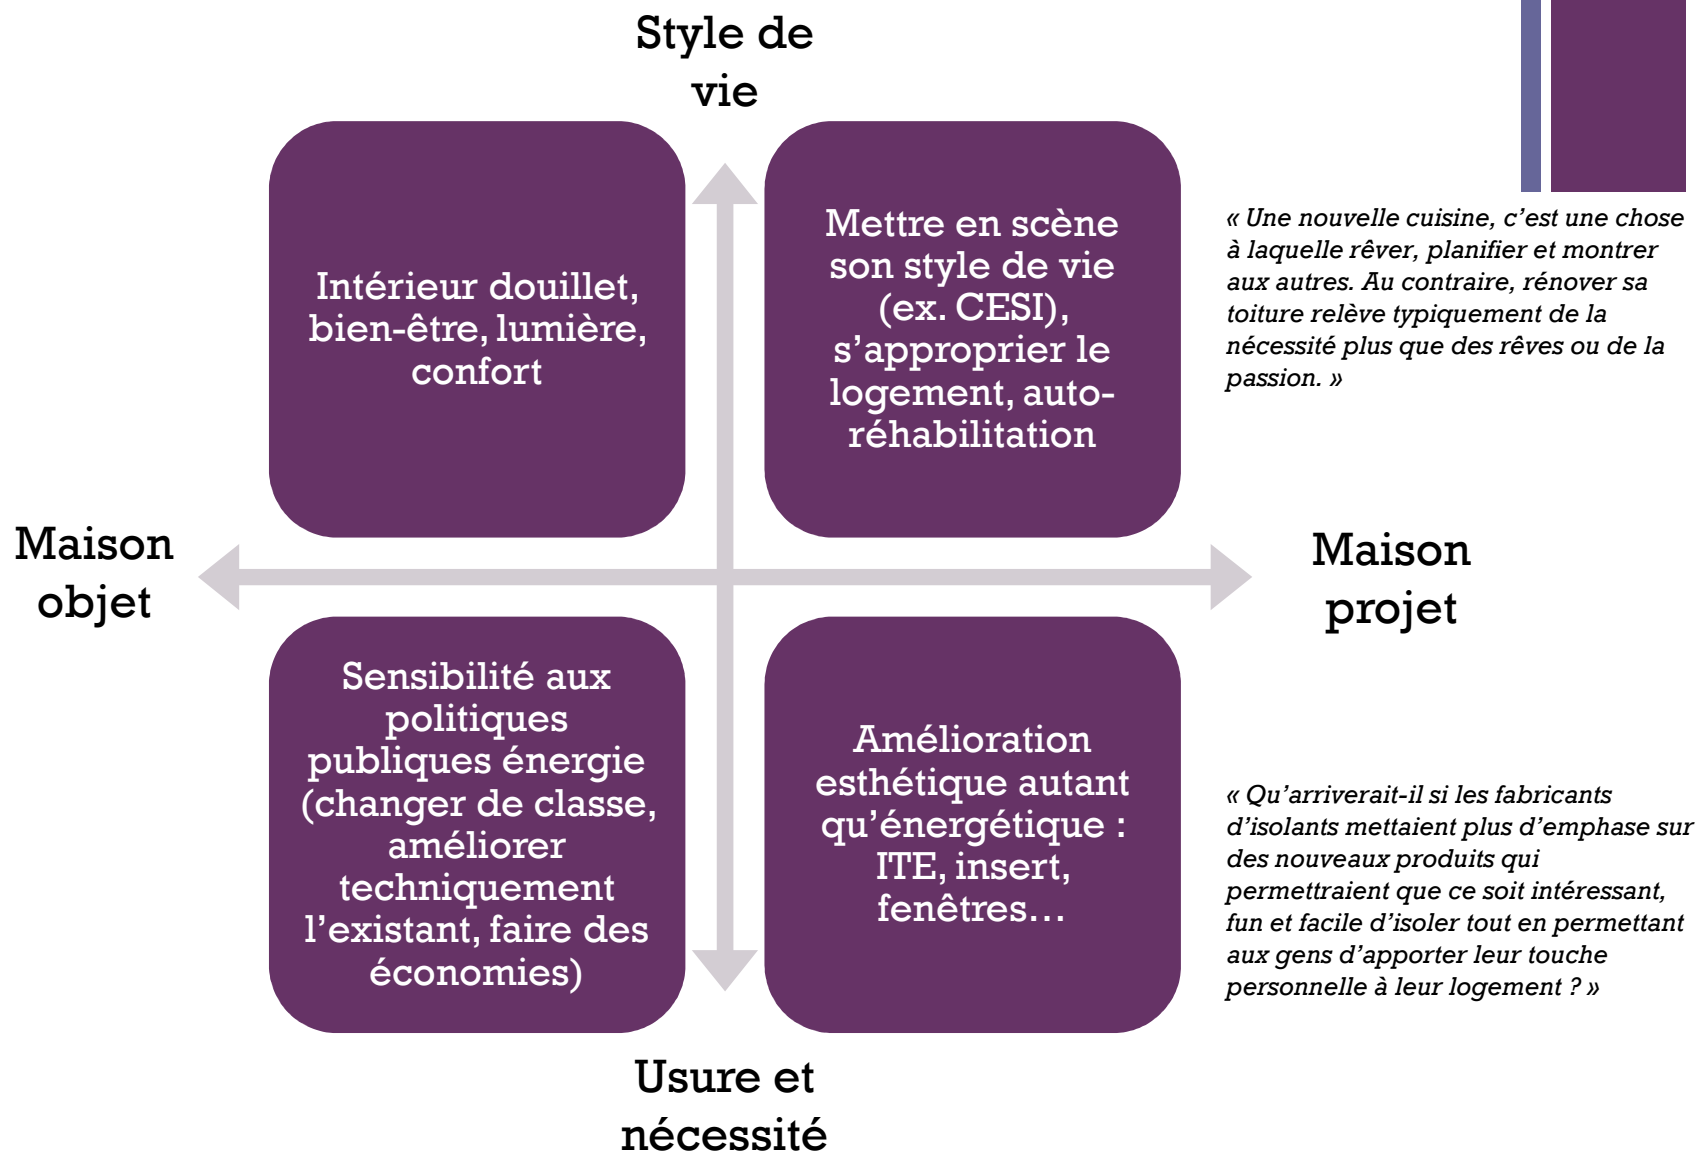 Style de
vie
Intérieur douillet,
bien-être, lumière,
confort
Mettre en scène
son style de vie
(ex. CESI),
s’approprier le
logement, auto-
réhabilitation
« Une nouvelle cuisine, c’est une chose
à laquelle rêver, planifier et montrer
aux autres. Au contraire, rénover sa
toiture relève typiquement de la
nécessité plus que des rêves ou de la
passion. »
Maison
objet
Maison
projet
Sensibilité aux
politiques
publiques énergie
(changer de classe,
améliorer
techniquement
l’existant, faire des
économies)
Amélioration
esthétique autant
qu’énergétique :
ITE, insert,
fenêtres…
« Qu’arriverait-il si les fabricants
d’isolants mettaient plus d’emphase sur
des nouveaux produits qui
permettraient que ce soit intéressant,
fun et facile d’isoler tout en permettant
aux gens d’apporter leur touche
personnelle à leur logement ? »
Usure et
nécessité